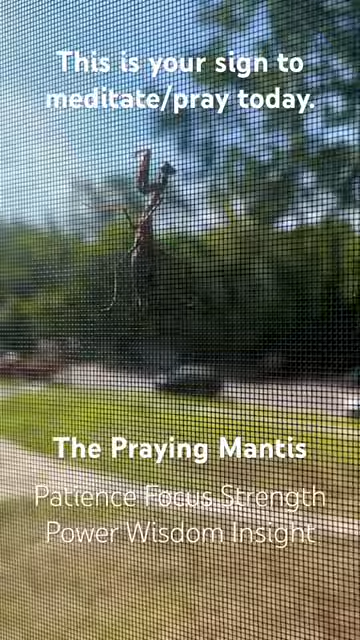 This is your sign to
meditate/pray today.
The Praying Mantis
Patience Focus Strength
Power Wisdom Insight